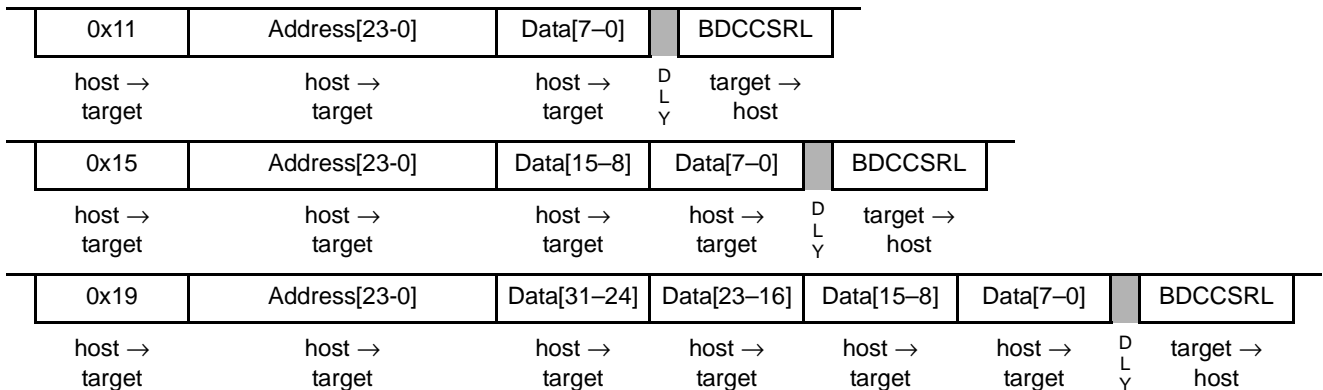 0x11 Address[23-0] Data[7–0] BDCCSRL
host → host → host → D target →
target target target L host
Y
0x15 Address[23-0] Data[15–8] Data[7–0] BDCCSRL
host → host → host → host → D target →
target target target target L host
Y
0x19 Address[23-0] Data[31–24] Data[23–16] Data[15–8] Data[7–0] BDCCSRL
host → host → host → host → host → host → D target →
target target target target target target L host
Y